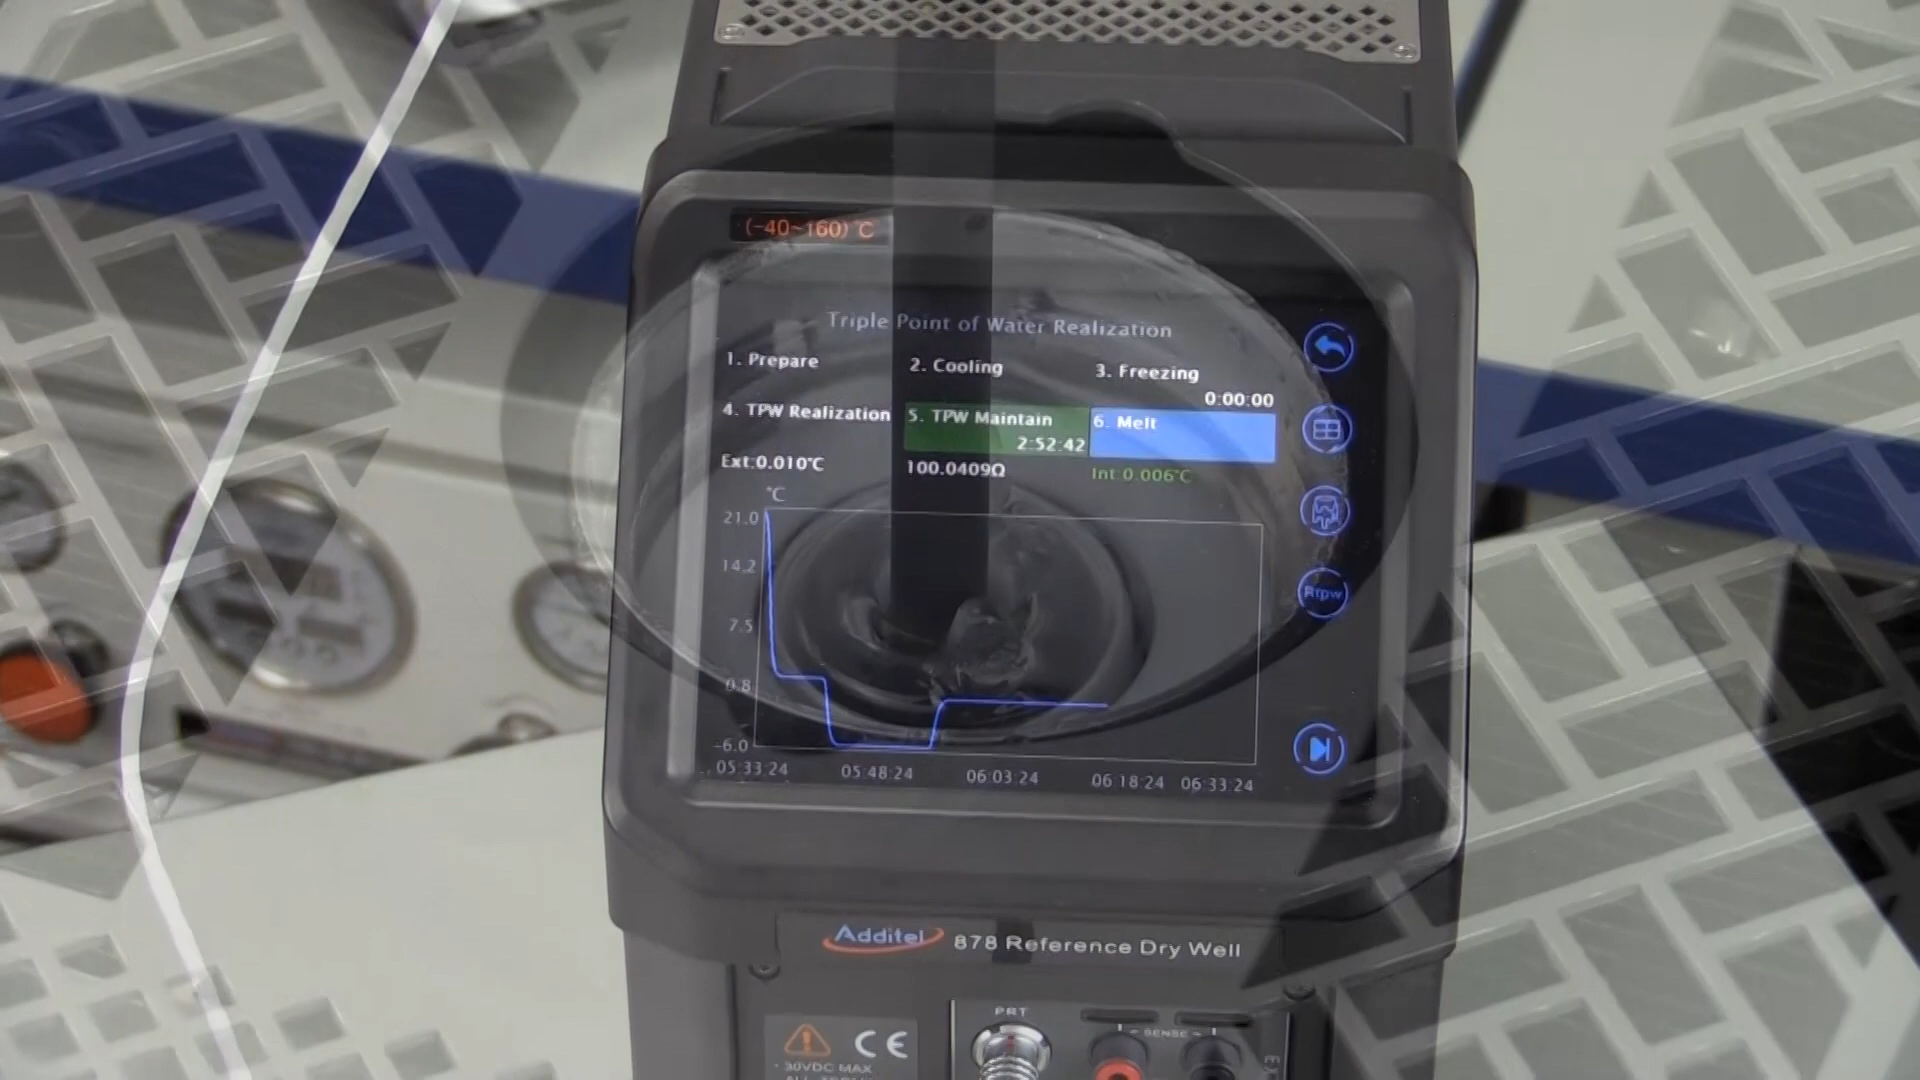 (-40~160) °C
Triple Point of Water Realization
1. Prepare
2. Cooling
3. Freezing
0:00:00
4. TPW Realization
5. TPW Maintain
2:52:42
6. Melt
Ext:0.010°C
100.0409Ω
Int:0.006°C
°C
21.0
14.2
7.5
0.8
-6.0
05:33:24
05:48:24
06:03:24
06:18:24
06:33:24
Rtpw
Additel 878 Reference Dry Well
PRT
SENSE
CE
30VDC MAX